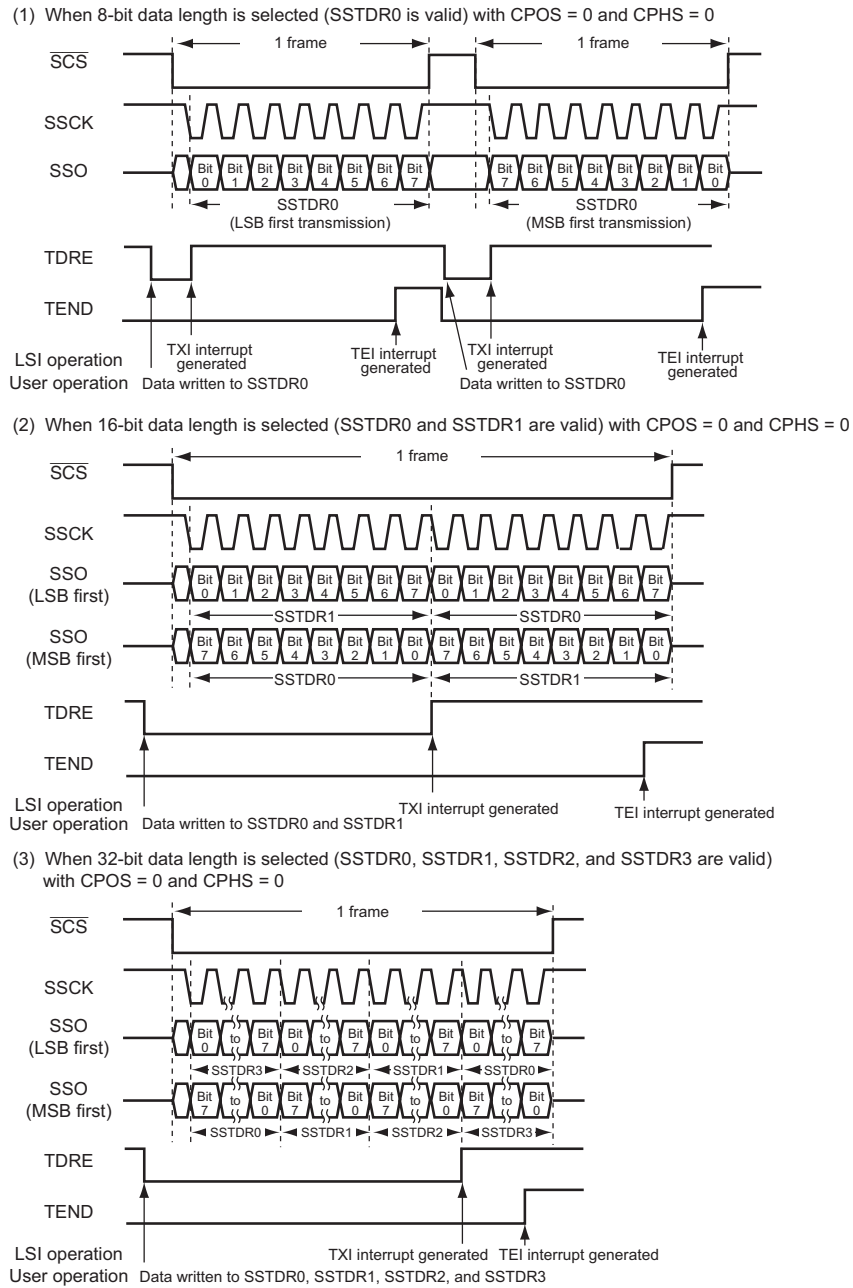 (1) When 8-bit data length is selected (SSTDR0 is valid) with CPOS = 0 and CPHS = 0
1 frame 1 frame
SCS
SSCK
SSO Bit 0 Bit 1 Bit 2 Bit 3 Bit 4 Bit 5 Bit 6 Bit 7 Bit 7 Bit 6 Bit 5 Bit 4 Bit 3 Bit 2 Bit 1 Bit 0
SSTDR0 SSTDR0
(LSB first transmission) (MSB first transmission)
TDRE
TEND
LSI operation TXI interrupt generated TEI interrupt generated TXI interrupt generated TEI interrupt generated
User operation Data written to SSTDR0 Data written to SSTDR0
(2) When 16-bit data length is selected (SSTDR0 and SSTDR1 are valid) with CPOS = 0 and CPHS = 0
1 frame
SCS
SSCK
SSO (LSB first) Bit 0 Bit 1 Bit 2 Bit 3 Bit 4 Bit 5 Bit 6 Bit 7 Bit 0 Bit 1 Bit 2 Bit 3 Bit 4 Bit 5 Bit 6 Bit 7
SSTDR1 SSTDR0
SSO (MSB first) Bit 7 Bit 6 Bit 5 Bit 4 Bit 3 Bit 2 Bit 1 Bit 0 Bit 7 Bit 6 Bit 5 Bit 4 Bit 3 Bit 2 Bit 1 Bit 0
SSTDR0 SSTDR1
TDRE
TEND
LSI operation TXI interrupt generated TEI interrupt generated
User operation Data written to SSTDR0 and SSTDR1
(3) When 32-bit data length is selected (SSTDR0, SSTDR1, SSTDR2, and SSTDR3 are valid)
with CPOS = 0 and CPHS = 0
1 frame
SCS
SSCK
SSO (LSB first) Bit 0 to Bit 7 Bit 0 to Bit 7 Bit 0 to Bit 7 Bit 0 to Bit 7
SSTDR3 SSTDR2 SSTDR1 SSTDR0
SSO (MSB first) Bit 7 to Bit 0 Bit 7 to Bit 0 Bit 7 to Bit 0 Bit 7 to Bit 0
SSTDR0 SSTDR1 SSTDR2 SSTDR3
TDRE
TEND
LSI operation TXI interrupt generated TEI interrupt generated
User operation Data written to SSTDR0, SSTDR1, SSTDR2, and SSTDR3